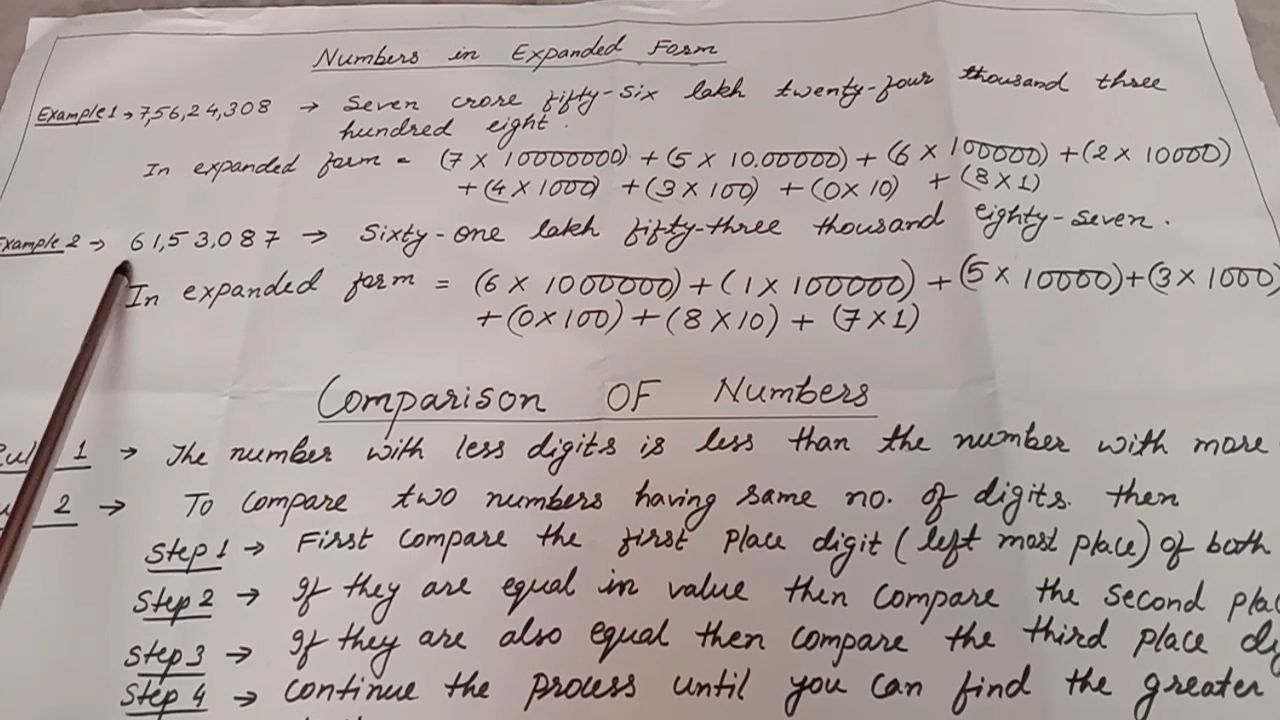 Numbers in Expanded Form
Example 1 → 7,56,24,308 → Seven crore fifty-six lakh twenty-four thousand three
hundred eight.
In expanded form = (7 X 10000000) + (5 X 10,00000) + (6 X 100000) + (2 X 10000)
+ (4 X 1000) + (3 X 100) + (0 X 10) + (8 X 1)
Example 2 → 61,53,087 → Sixty-one lakh fifty-three thousand eighty-seven.
In expanded form = (6 X 1000000) + (1 X 100000) + (5 X 10000) + (3 X 1000)
+ (0 X 100) + (8 X 10) + (7 X 1)
Comparison OF Numbers
1 → The number with less digits is less than the number with more
2 → To compare two numbers having same no. of digits. then
Step 1 → First compare the first place digit (left most place) of both
Step 2 → If they are equal in value then compare the second
Step 3 → If they are also equal then compare the third place
Step 4 → continue the process until you can find the greater